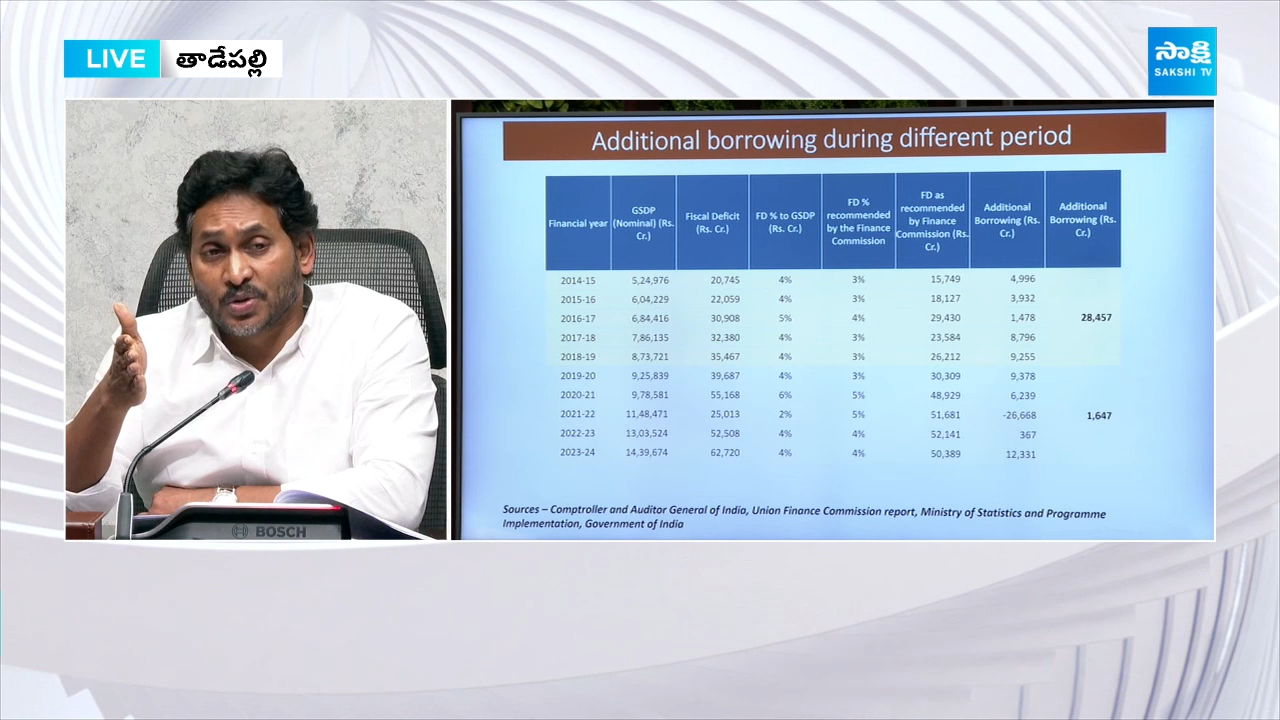 LIVE తాడేపల్లి
సాక్షి
SAKSHI TV
Additional borrowing during different period
Financial year GSDP (Nominal) (Rs. Cr.) Fiscal Deficit (Rs. Cr.) FD % to GSDP (Rs. Cr.) FD % recommended by the Finance Commission FD as recommended by Finance Commission (Rs. Cr.) Additional Borrowing (Rs. Cr.) Additional Borrowing (Rs. Cr.)
2014-15 5,24,976 20,745 4% 3% 15,749 4,996
2015-16 6,04,229 22,059 4% 3% 18,127 3,932
2016-17 6,84,416 30,908 5% 4% 29,430 1,478 28,457
2017-18 7,86,135 32,380 4% 3% 23,584 8,796
2018-19 8,73,721 35,467 4% 3% 26,212 9,255
2019-20 9,25,839 39,687 4% 3% 30,309 9,378
2020-21 9,78,581 55,168 6% 5% 48,929 6,239
2021-22 11,48,471 25,013 2% 5% 51,681 -26,668 1,647
2022-23 13,03,524 52,508 4% 4% 52,141 367
2023-24 14,39,674 62,720 4% 4% 50,389 12,331
Sources – Comptroller and Auditor General of India, Union Finance Commission report, Ministry of Statistics and Programme
Implementation, Government of India
BOSCH